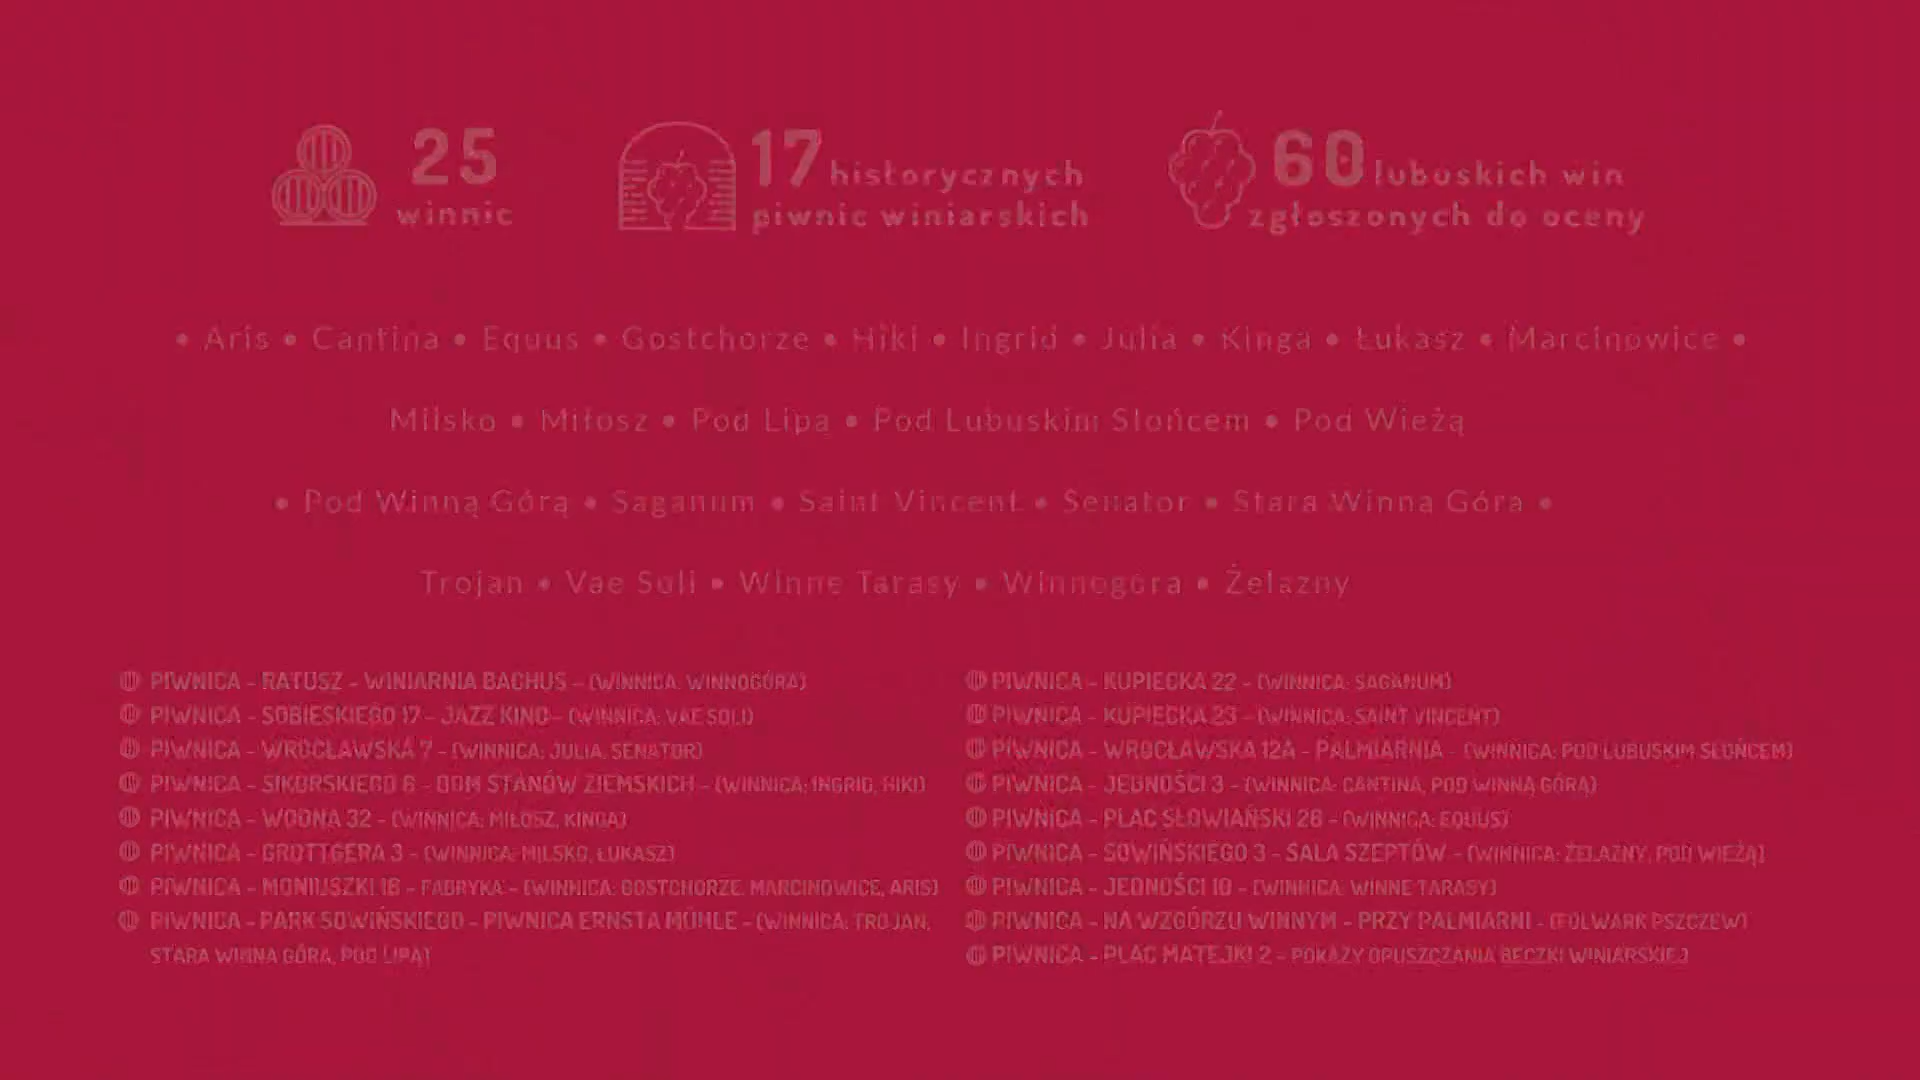 25
winnic
17 historycznych
piwnic winiarskich
60 lubuskich win
zgłoszonych do oceny
• Aris • Cantina • Equus • Gostchorze • Hiki • Ingrid • Julia • Kinga • Łukasz • Marcinowice •
Milsko • Miłosz • Pod Lipą • Pod Lubuskim Słońcem • Pod Wieżą
• Pod Winną Górą • Saganum • Saint Vincent • Senator • Stara Winna Góra •
Trojan • Vae Soli • Winne Tarasy • Winnogóra • Żelazny
PIWNICA - RATUSZ - WINIARNIA BACHUS - (WINNICA: WINNOGÓRA)
PIWNICA - SOBIESKIEGO 17 - JAZZ KINO - (WINNICA: VAE SOLI)
PIWNICA - WROCŁAWSKA 7 - (WINNICA: JULIA, SENATOR)
PIWNICA - SIKORSKIEGO 6 - DOM STANÓW ZIEMSKICH - (WINNICA: INGRID, HIKI)
PIWNICA - WODNA 32 - (WINNICA: MIŁOSZ, KINGA)
PIWNICA - GROTTGERA 3 - (WINNICA: MILSKO, ŁUKASZ)
PIWNICA - MONIUSZKI 16 - FABRYKA - (WINNICA: GOSTCHORZE, MARCINOWICE, ARIS)
PIWNICA - PARK SOWIŃSKIEGO - PIWNICA ERNSTA MÜHLE - (WINNICA: TROJAN,
STARA WINNA GÓRA, POD LIPĄ)
PIWNICA - KUPIECKA 22 - (WINNICA: SAGANUM)
PIWNICA - KUPIECKA 23 - (WINNICA: SAINT VINCENT)
PIWNICA - WROCŁAWSKA 12A - PALMIARNIA - (WINNICA: POD LUBUSKIM SŁOŃCEM)
PIWNICA - JEDNOŚCI 3 - (WINNICA: CANTINA, POD WINNĄ GÓRĄ)
PIWNICA - PLAC SŁOWIAŃSKI 26 - (WINNICA: EQUUS)
PIWNICA - SOWIŃSKIEGO 3 - SALA SZEPTÓW - (WINNICA: ŻELAZNY, POD WIEŻĄ)
PIWNICA - JEDNOŚCI 10 - (WINNICA: WINNE TARASY)
PIWNICA - NA WZGÓRZU WINNYM - PRZY PALMIARNI - (FOLWARK PSZCZEW)
PIWNICA - PLAC MATEJKI 2 - POKAZY OPUSZCZANIA BECZKI WINIARSKIEJ